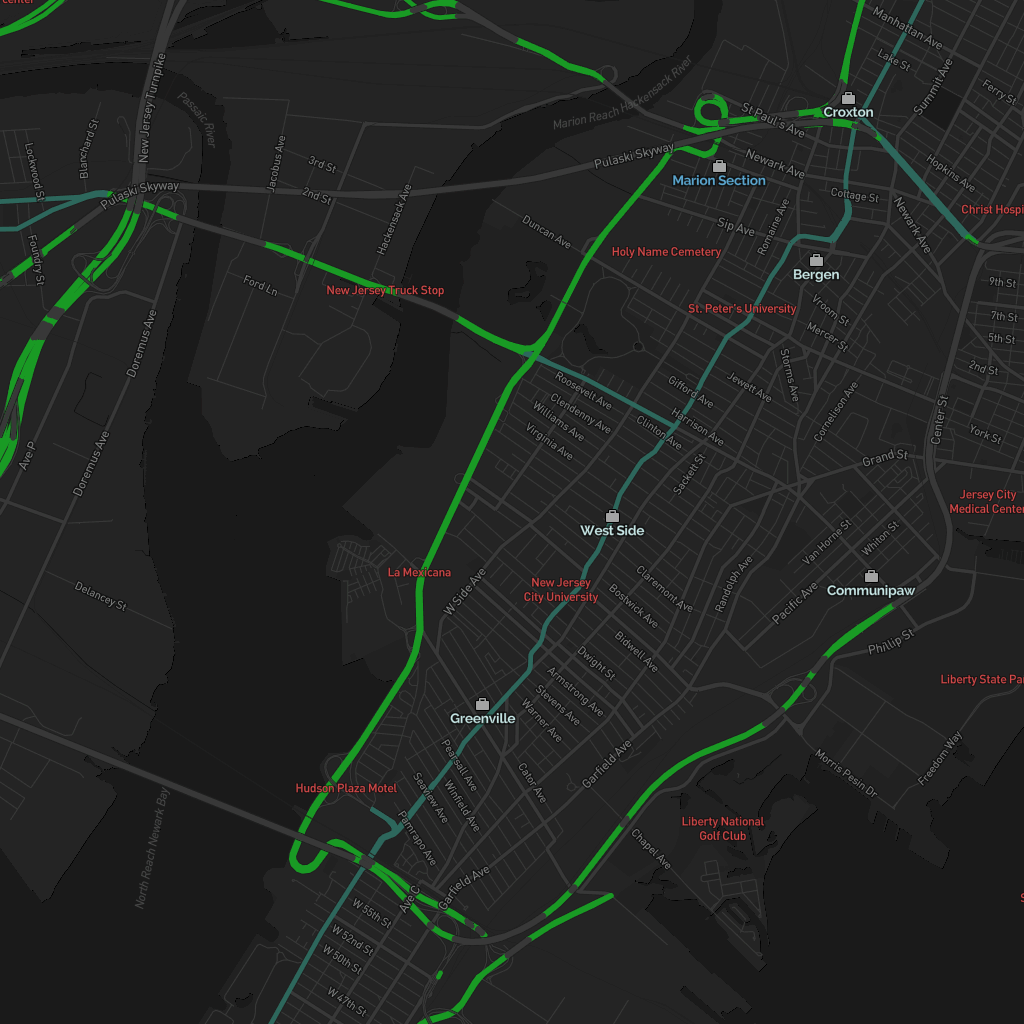 center
Manhattan Ave
Lake St
Summit Ave
Ferry St
New Jersey Turnpike
Passaic River
Marion Reach Hackensack River
Croxton
St Paul's Ave
Blanchard St
Lockwood St
Jacobus Ave
3rd St
2nd St
Pulaski Skyway
Pulaski Skyway
Newark Ave
Marion Section
Hopkins Ave
Cottage St
Newark Ave
Christ Hospi
Hackensack Ave
Duncan Ave
Sip Ave
Romaine Ave
Holy Name Cemetery
Foundry St
Bergen
9th St
Ford Ln
New Jersey Truck Stop
St. Peter's University
Vroom St
Mercer St
7th St
5th St
Doremus Ave
2nd St
Storms Ave
Jewett Ave
Gifford Ave
Roosevelt Ave
Clendenny Ave
Williams Ave
Virginia Ave
Harrison Ave
Clinton Ave
Cornelison Ave
Center St
York St
Ave P
Doremus Ave
Sackett St
Grand St
Jersey City
Medical Center
West Side
Van Horne St
Whiton St
La Mexicana
W Side Ave
New Jersey
City University
Claremont Ave
Bostwick Ave
Randolph Ave
Pacific Ave
Communipaw
Delancey St
Bidwell Ave
Phillip St
Dwight St
Armstrong Ave
Stevens Ave
Warner Ave
Liberty State Par
Greenville
Freedom Way
Morris Pesin Dr
Garfield Ave
Pearsall Ave
Cator Ave
Winfield Ave
Seaview Ave
Hudson Plaza Motel
Pamrapo Ave
Liberty National
Golf Club
Chapel Ave
North Reach Newark Bay
Garfield Ave
Ave C
W 55th St
W 52nd St
W 50th St
W 47th St
S